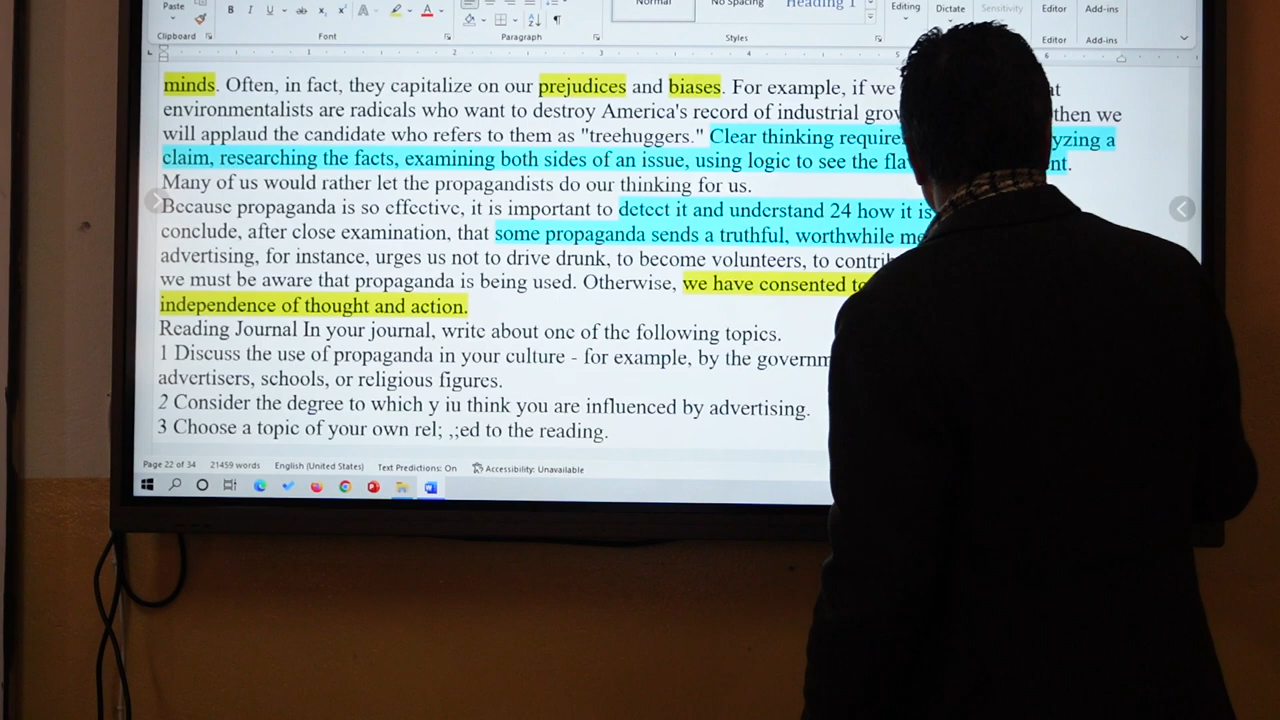 Paste
Normal
No Spacing
Heading 1
Editing
Dictate
Sensitivity
Editor
Add-ins
Clipboard
Font
Paragraph
Styles
Editor
Add-ins
1 2 3 4 5 6
minds. Often, in fact, they capitalize on our prejudices and biases. For example, if we
environmentalists are radicals who want to destroy America's record of industrial then we
will applaud the candidate who refers to them as "treehuggers." Clear thinking a
claim, researching the facts, examining both sides of an issue, using logic to see the
Many of us would rather let the propagandists do our thinking for us.
Because propaganda is so effective, it is important to detect it and understand 24 how it is
conclude, after close examination, that some propaganda sends a truthful, worthwhile
advertising, for instance, urges us not to drive drunk, to become volunteers, to
we must be aware that propaganda is being used. Otherwise, we have consented
independence of thought and action.
Reading Journal In your journal, write about one of the following topics.
1 Discuss the use of propaganda in your culture - for example, by the
advertisers, schools, or religious figures.
2 Consider the degree to which y iu think you are influenced by advertising.
3 Choose a topic of your own rel; ,;ed to the reading.
Page 22 of 34 21459 words English (United States) Text Predictions: On Accessibility: Unavailable